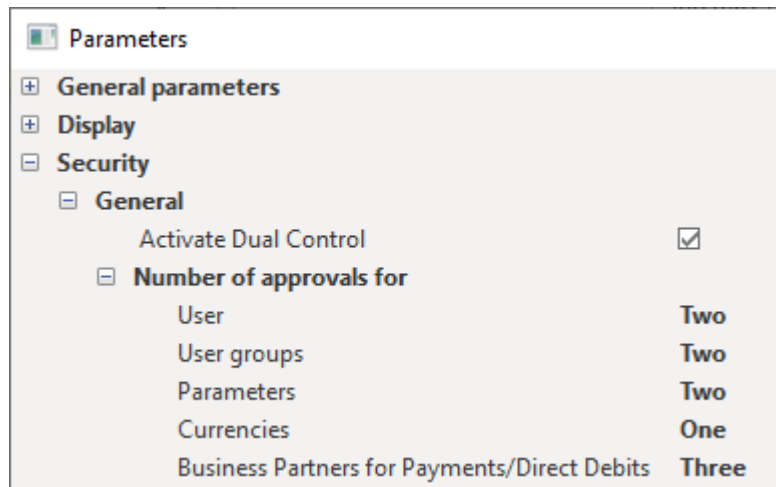 Parameters
General parameters
Display
Security
General
Activate Dual Control
Number of approvals for
User Two
User groups Two
Parameters Two
Currencies One
Business Partners for Payments/Direct Debits Three